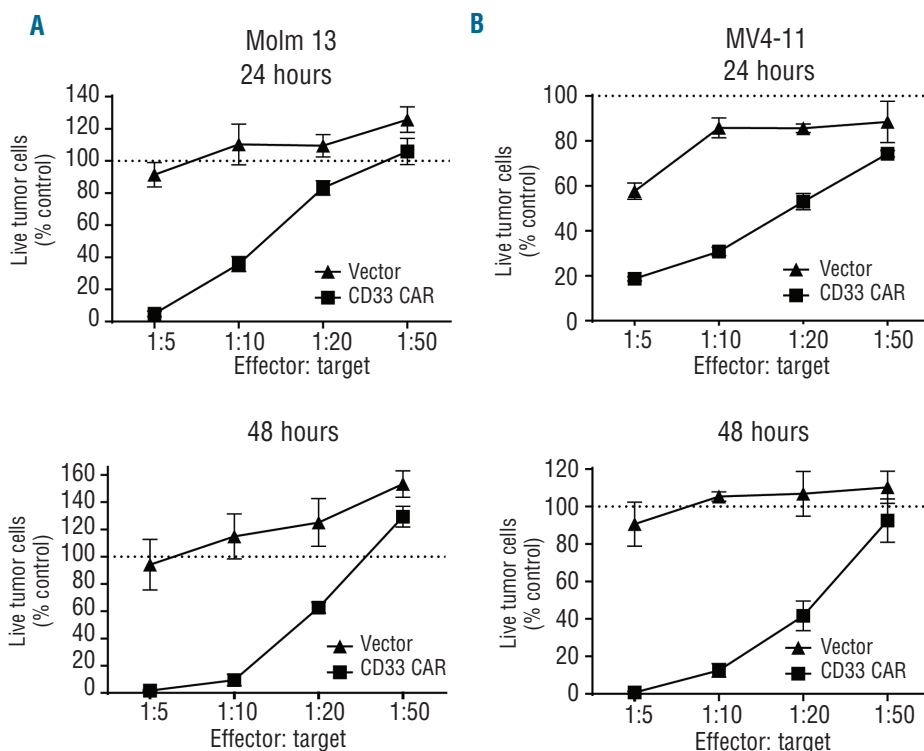 A
Molm 13
24 hours
Live tumor cells
(% control)
140
120
100
80
60
40
20
0
Vector
CD33 CAR
1:5 1:10 1:20 1:50
Effector: target
48 hours
Live tumor cells
(% control)
160
140
120
100
80
60
40
20
0
Vector
CD33 CAR
1:5 1:10 1:20 1:50
Effector: target
B
MV4-11
24 hours
Live tumor cells
(% control)
100
80
60
40
20
0
Vector
CD33 CAR
1:5 1:10 1:20 1:50
Effector: target
48 hours
Live tumor cells
(% control)
120
100
80
60
40
20
0
Vector
CD33 CAR
1:5 1:10 1:20 1:50
Effector: target